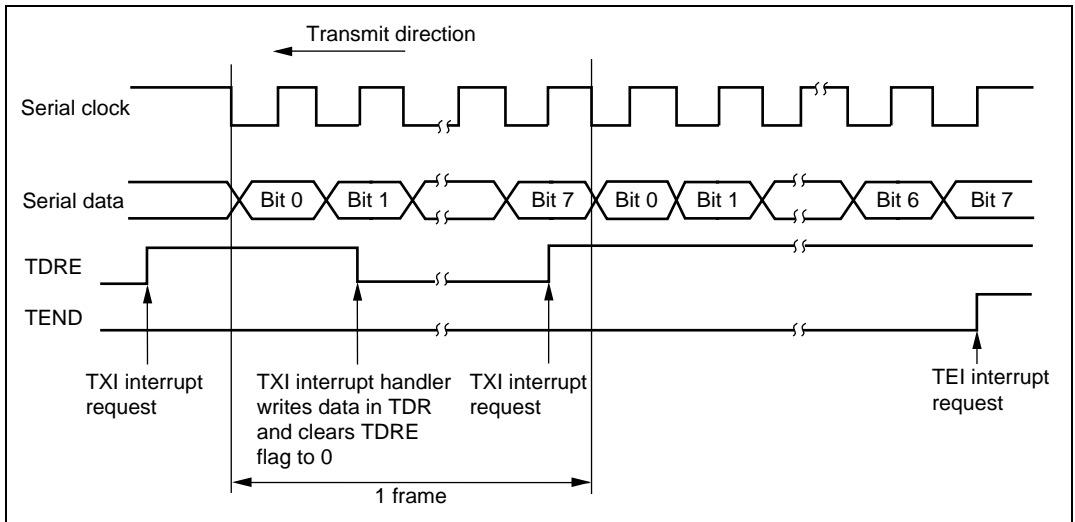 Transmit direction
Serial clock
Serial data
Bit 0
Bit 1
Bit 7
Bit 0
Bit 1
Bit 6
Bit 7
TDRE
TEND
TXI interrupt
request
TXI interrupt handler
writes data in TDR
and clears TDRE
flag to 0
TXI interrupt
request
TEI interrupt
request
1 frame